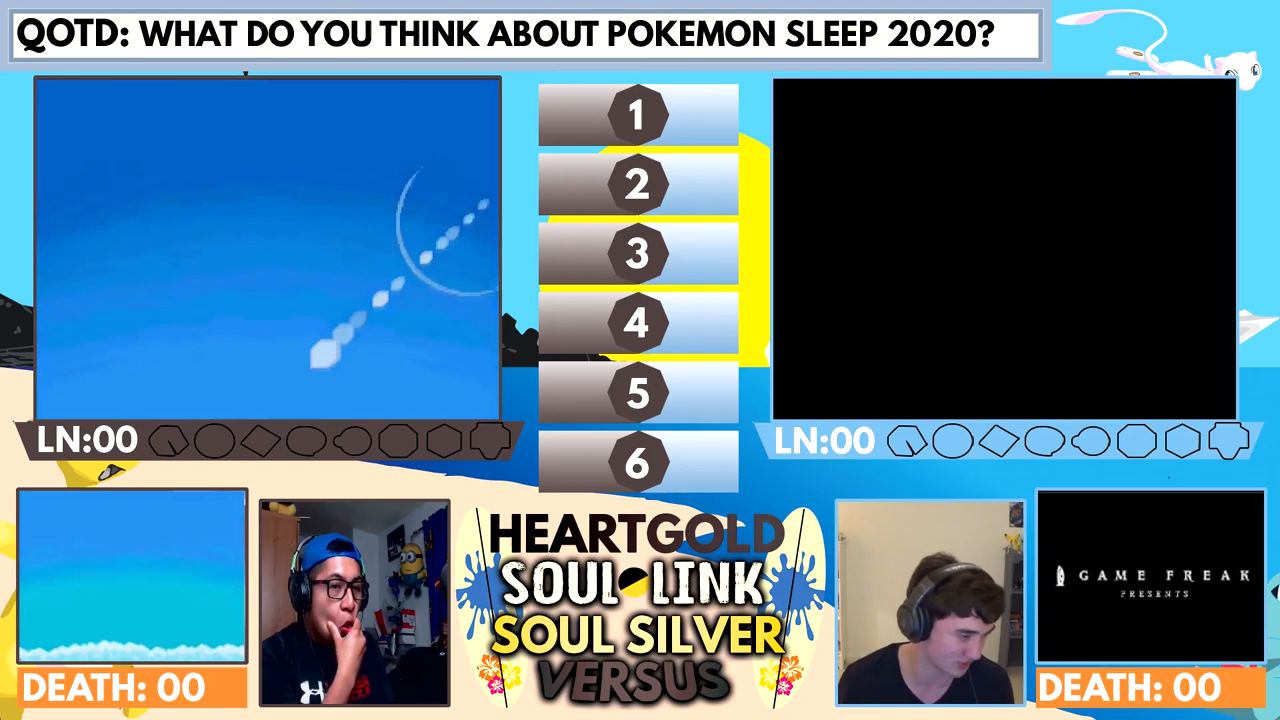 QOTD: WHAT DO YOU THINK ABOUT POKEMON SLEEP 2020?
1
2
3
4
5
6
LN:00
LN:00
HEARTGOLD
SOUL LINK
SOUL SILVER
VERSUS
GAME FREAK
PRESENTS
DEATH: 00
DEATH: 00